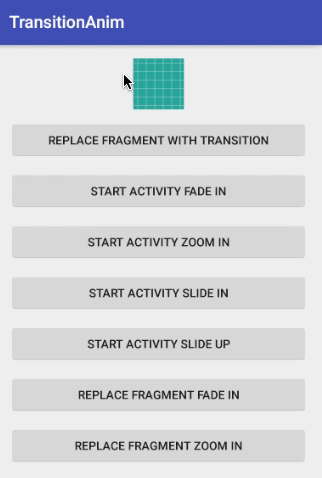 TransitionAnim
REPLACE FRAGMENT WITH TRANSITION
START ACTIVITY FADE IN
START ACTIVITY ZOOM IN
START ACTIVITY SLIDE IN
START ACTIVITY SLIDE UP
REPLACE FRAGMENT FADE IN
REPLACE FRAGMENT ZOOM IN